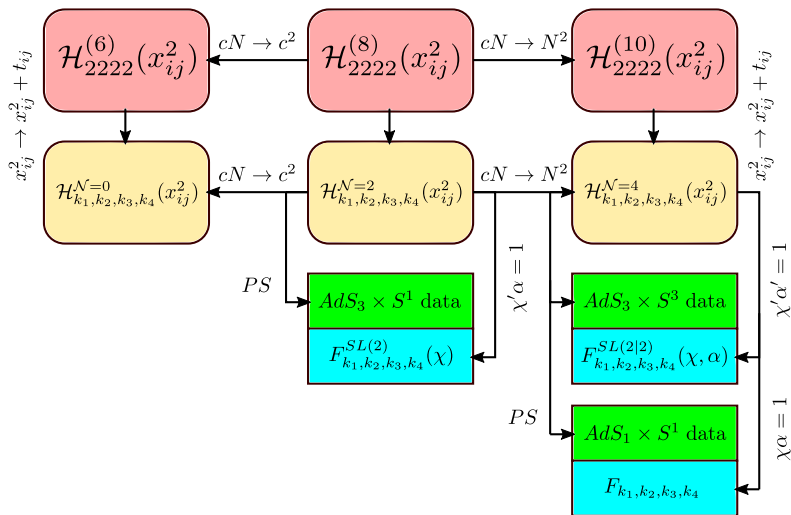 $\mathcal{H}^{(6)}_{2222}(x^2_{ij})$
$cN \to c^2$
$\mathcal{H}^{(8)}_{2222}(x^2_{ij})$
$cN \to N^2$
$\mathcal{H}^{(10)}_{2222}(x^2_{ij})$
$x^2_{ij} \to x^2_{ij} + t_{ij}$
$x^2_{ij} \to x^2_{ij} + t_{ij}$
$\mathcal{H}^{\mathcal{N}=0}_{k_1,k_2,k_3,k_4}(x^2_{ij})$
$cN \to c^2$
$\mathcal{H}^{\mathcal{N}=2}_{k_1,k_2,k_3,k_4}(x^2_{ij})$
$cN \to N^2$
$\mathcal{H}^{\mathcal{N}=4}_{k_1,k_2,k_3,k_4}(x^2_{ij})$
$PS$
$AdS_3 \times S^1$ data
$F^{SL(2)}_{k_1,k_2,k_3,k_4}(\chi)$
$\chi'\alpha = 1$
$AdS_3 \times S^3$ data
$F^{SL(2|2)}_{k_1,k_2,k_3,k_4}(\chi, \alpha)$
$\chi'\alpha' = 1$
$PS$
$AdS_1 \times S^1$ data
$F_{k_1,k_2,k_3,k_4}$
$\chi\alpha = 1$